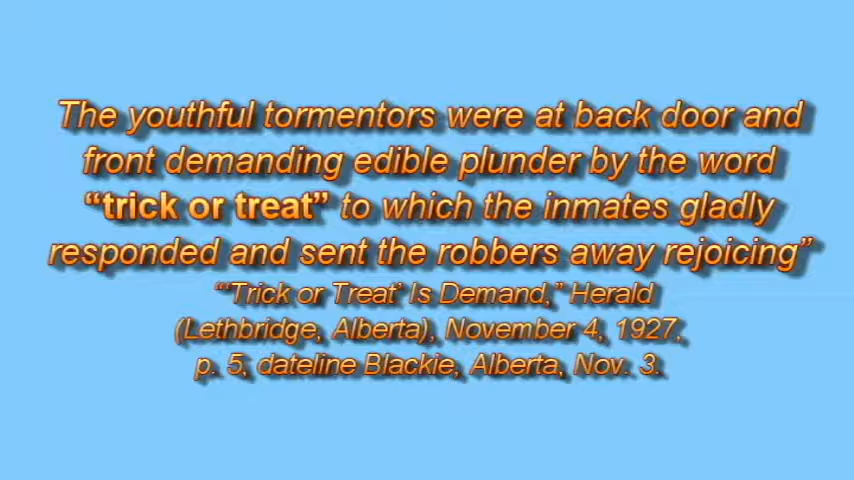 The youthful tormentors were at back door and
front demanding edible plunder by the word
“trick or treat” to which the inmates gladly
responded and sent the robbers away rejoicing”
“‘Trick or Treat’ Is Demand,” Herald
(Lethbridge, Alberta), November 4, 1927,
p. 5, dateline Blackie, Alberta, Nov. 3.